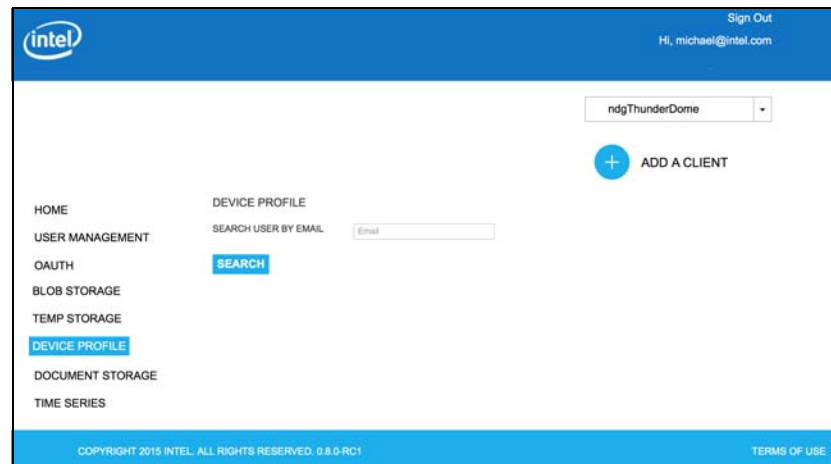 intel
Sign Out
Hi, michael@intel.com
ndgThunderDome
+ ADD A CLIENT
HOME
USER MANAGEMENT
OAUTH
BLOB STORAGE
TEMP STORAGE
DEVICE PROFILE
DOCUMENT STORAGE
TIME SERIES
DEVICE PROFILE
SEARCH USER BY EMAIL Email
SEARCH
COPYRIGHT 2015 INTEL. ALL RIGHTS RESERVED. 0.8.0-RC1 TERMS OF USE